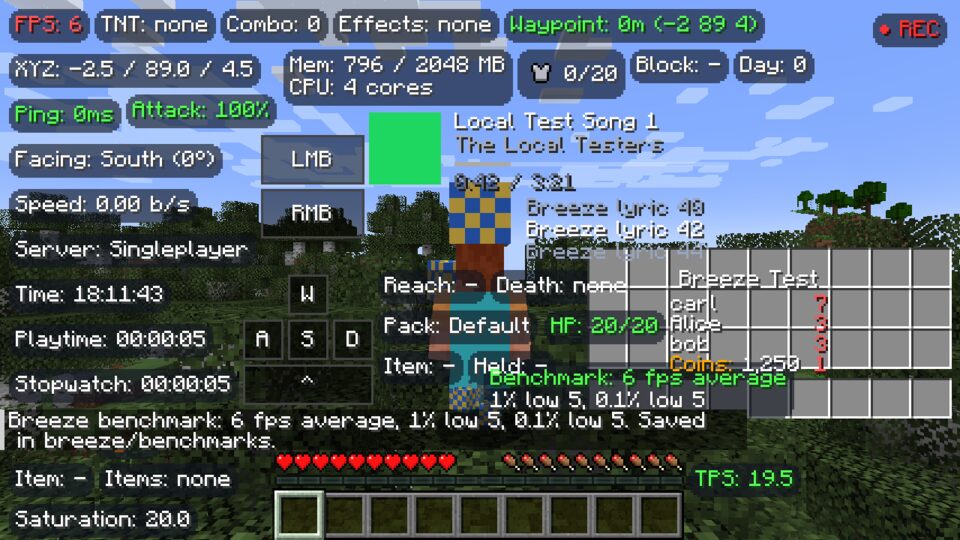 FPS: 6 TNT: none Combo: 0 Effects: none Waypoint: 0m (-2 89 4) REC
XYZ: -2.5 / 89.0 / 4.5
Mem: 796 / 2048 MB
CPU: 4 cores
0/20 Block: - Day: 0
Ping: 0ms Attack: 100%
Local Test Song 1
The Local Testers
0:42 / 3:21
Facing: South (0°)
LMB
RMB
Breeze lyric 40
Breeze lyric 42
Breeze lyric 44
Speed: 0.00 b/s
Server: Singleplayer
Time: 18:11:43
W
Reach: - Death: none
Breeze Test
carl 7
Alice 3
bob 3
Coins: 1,250 1
Playtime: 00:00:05
A S D
Pack: Default HP: 20/20
Item: - Held: -
Stopwatch: 00:00:05
^
Benchmark: 6 fps average
1% low 5, 0.1% low 5
Breeze benchmark: 6 fps average, 1% low 5, 0.1% low 5. Saved
in breeze/benchmarks.
Item: - Items: none
TPS: 19.5
Saturation: 20.0